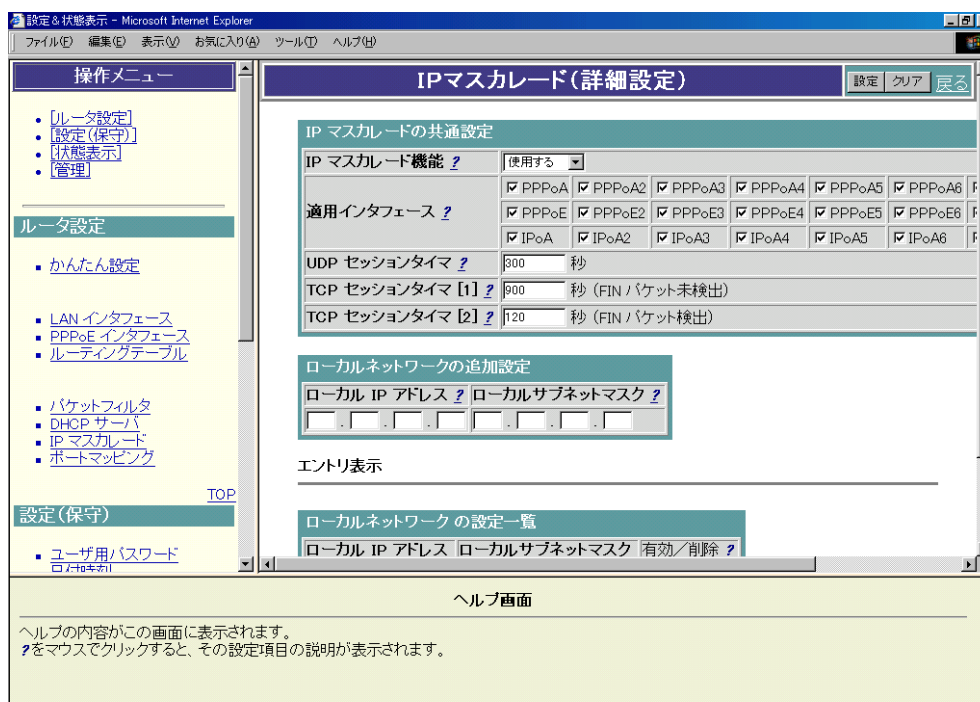 設定&状態表示 - Microsoft Internet Explorer
ファイル(F) 編集(E) 表示(V) お気に入り(A) ツール(T) ヘルプ(H)
操作メニュー
[ルータ設定]
[設定(保守)]
[状態表示]
[管理]
ルータ設定
かんたん設定
LAN インタフェース
PPPoE インタフェース
ルーティングテーブル
パケットフィルタ
DHCP サーバ
IP マスカレード
ポートマッピング
TOP
設定(保守)
ユーザ用パスワード
日付時刻
IPマスカレード(詳細設定)
設定 クリア 戻る
IP マスカレードの共通設定
IP マスカレード機能 ? 使用する
適用インタフェース ?
PPPoA PPPoA2 PPPoA3 PPPoA4 PPPoA5 PPPoA6
PPPoE PPPoE2 PPPoE3 PPPoE4 PPPoE5 PPPoE6
IPoA IPoA2 IPoA3 IPoA4 IPoA5 IPoA6
UDP セッションタイマ ? 300 秒
TCP セッションタイマ [1] ? 900 秒 (FIN パケット未検出)
TCP セッションタイマ [2] ? 120 秒 (FIN パケット検出)
ローカルネットワークの追加設定
ローカル IP アドレス ? ローカルサブネットマスク ?
. . . . . .
エントリ表示
ローカルネットワーク の設定一覧
ローカル IP アドレス ローカルサブネットマスク 有効/削除 ?
ヘルプ画面
ヘルプの内容がこの画面に表示されます。
?をマウスでクリックすると、その設定項目の説明が表示されます。